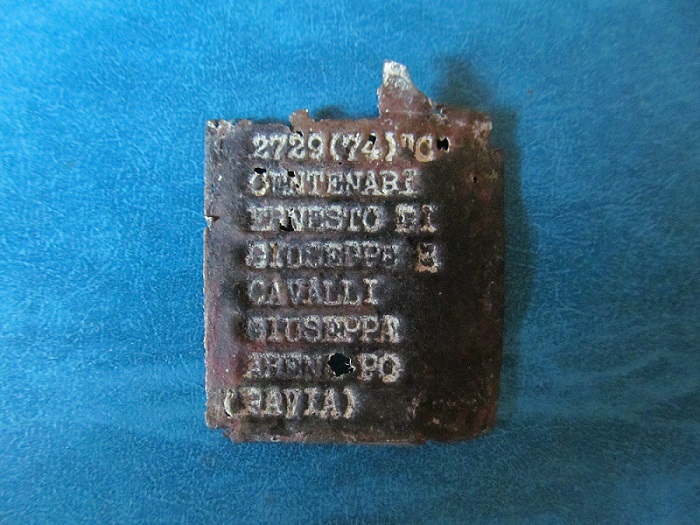 2729(74)"C"
CENTENARI
ERNESTO DI
GIUSEPPE E
CAVALLI
GIUSEPPA
ARENA PO
(PAVIA)